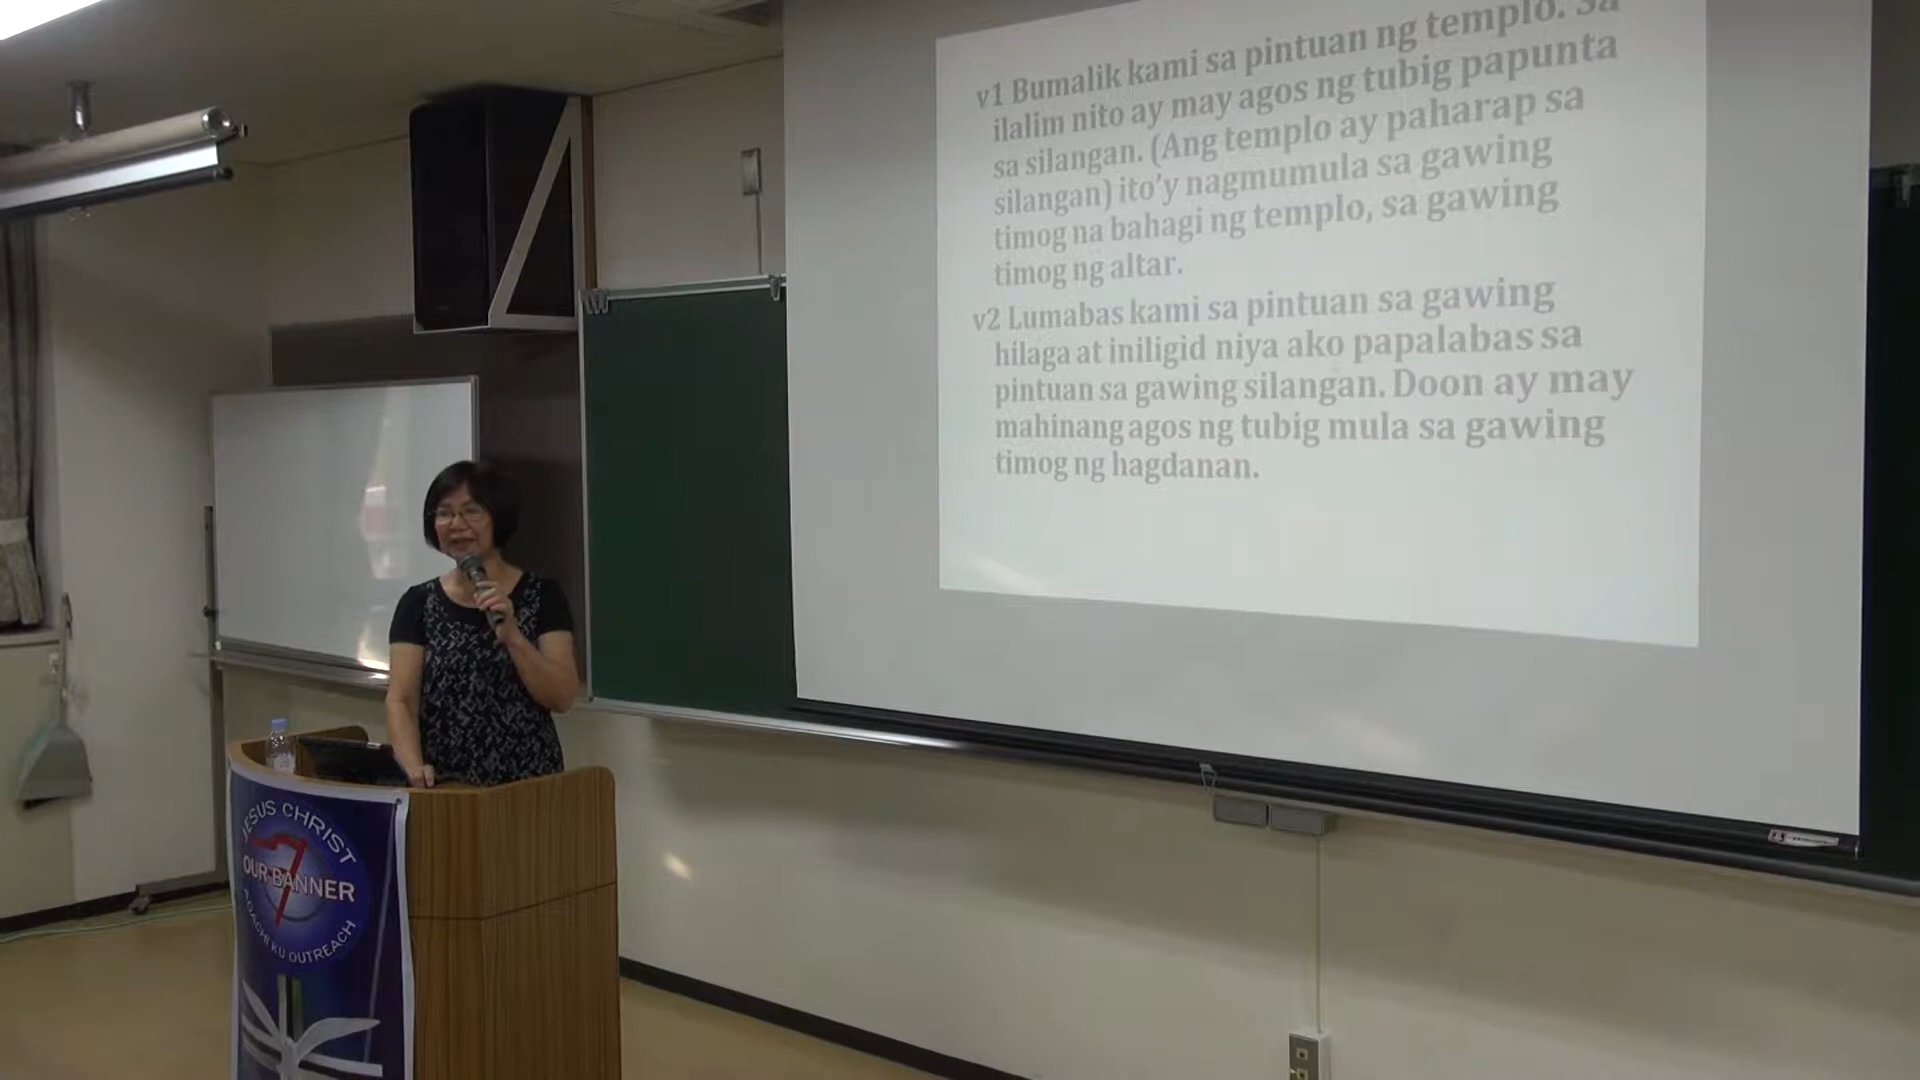 v1 Bumalik kami sa pintuan ng templo. Sa
ilalim nito ay may agos ng tubig papunta
sa silangan. (Ang templo ay paharap sa
silangan) ito'y nagmumula sa gawing
timog na bahagi ng templo, sa gawing
timog ng altar.
v2 Lumabas kami sa pintuan sa gawing
hilaga at iniligid niya ako papalabas sa
pintuan sa gawing silangan. Doon ay may
mahinang agos ng tubig mula sa gawing
timog ng hagdanan.
JESUS CHRIST
OUR BANNER
ADACHI KU OUTREACH